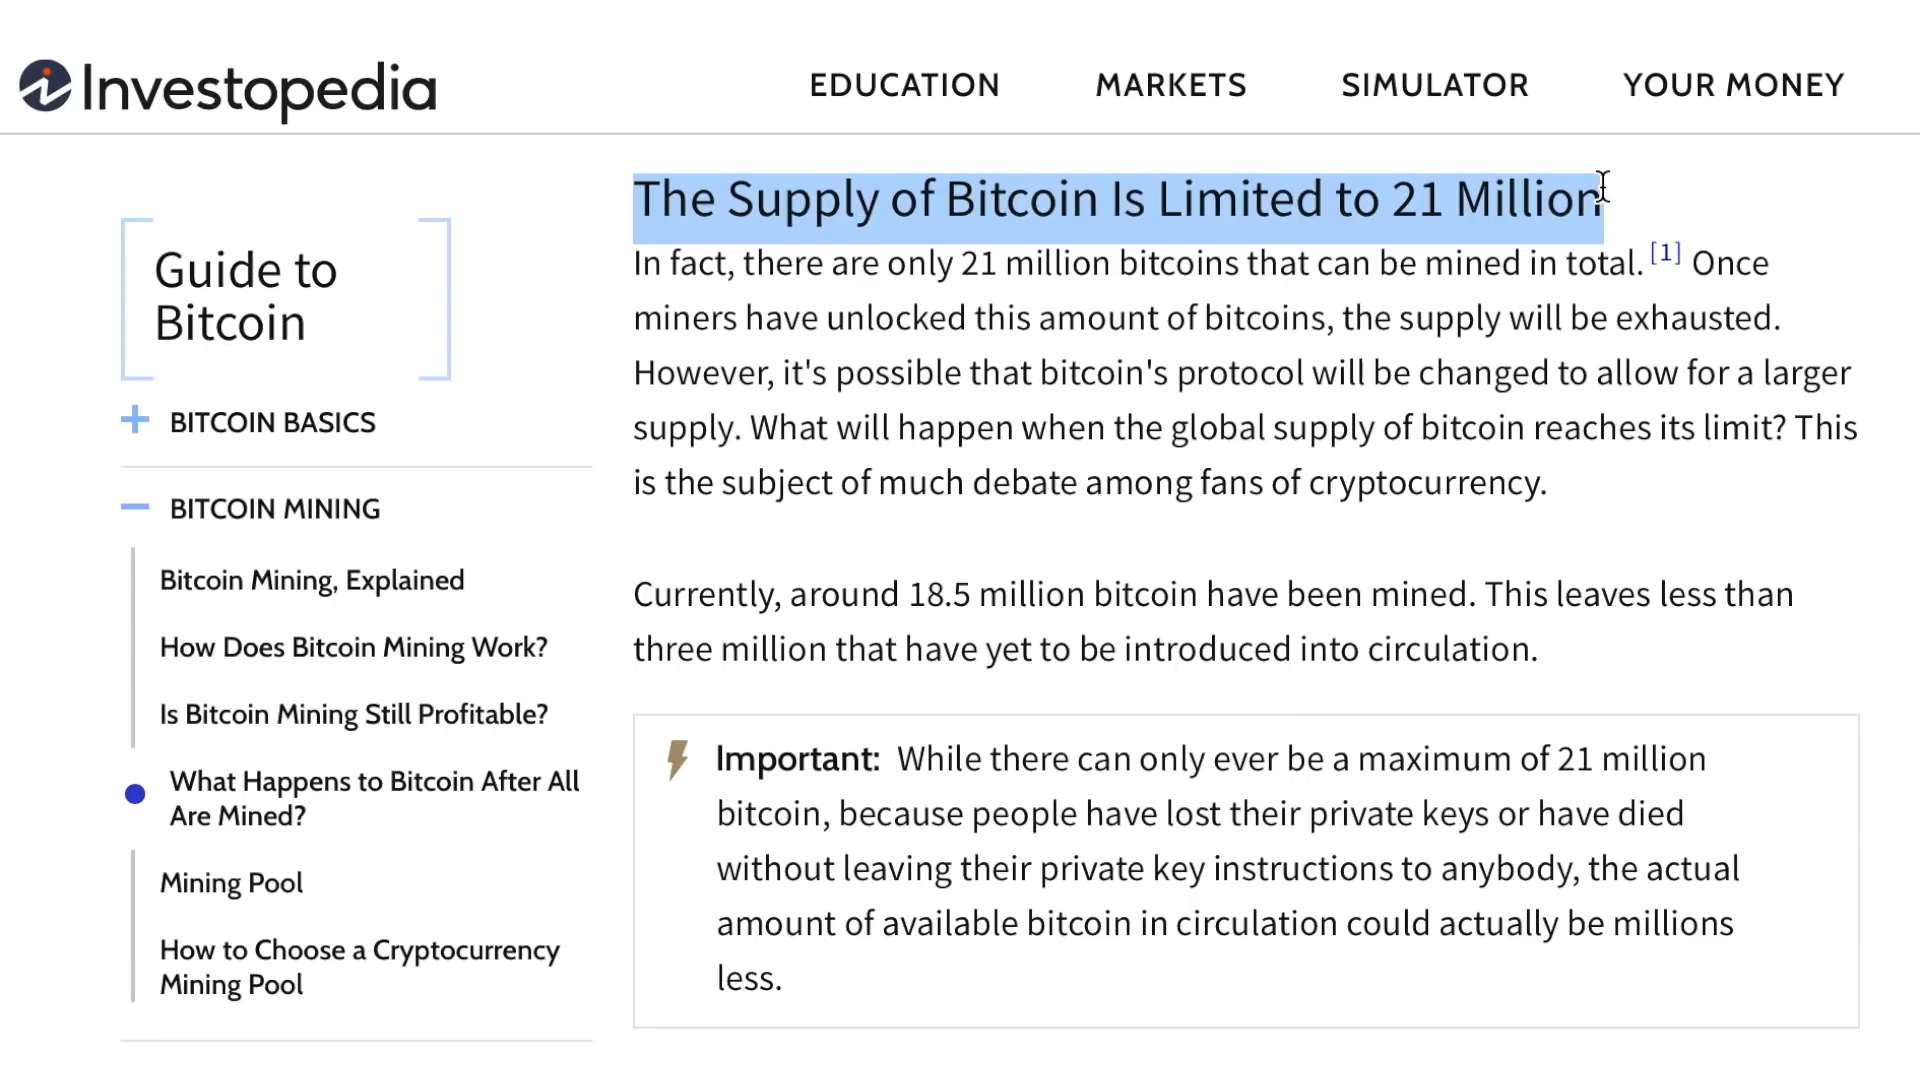 Investopedia
EDUCATION
MARKETS
SIMULATOR
YOUR MONEY
Guide to
Bitcoin
+ BITCOIN BASICS
− BITCOIN MINING
Bitcoin Mining, Explained
How Does Bitcoin Mining Work?
Is Bitcoin Mining Still Profitable?
What Happens to Bitcoin After All
Are Mined?
Mining Pool
How to Choose a Cryptocurrency
Mining Pool
The Supply of Bitcoin Is Limited to 21 Million
In fact, there are only 21 million bitcoins that can be mined in total. [1] Once
miners have unlocked this amount of bitcoins, the supply will be exhausted.
However, it's possible that bitcoin's protocol will be changed to allow for a larger
supply. What will happen when the global supply of bitcoin reaches its limit? This
is the subject of much debate among fans of cryptocurrency.
Currently, around 18.5 million bitcoin have been mined. This leaves less than
three million that have yet to be introduced into circulation.
Important: While there can only ever be a maximum of 21 million
bitcoin, because people have lost their private keys or have died
without leaving their private key instructions to anybody, the actual
amount of available bitcoin in circulation could actually be millions
less.